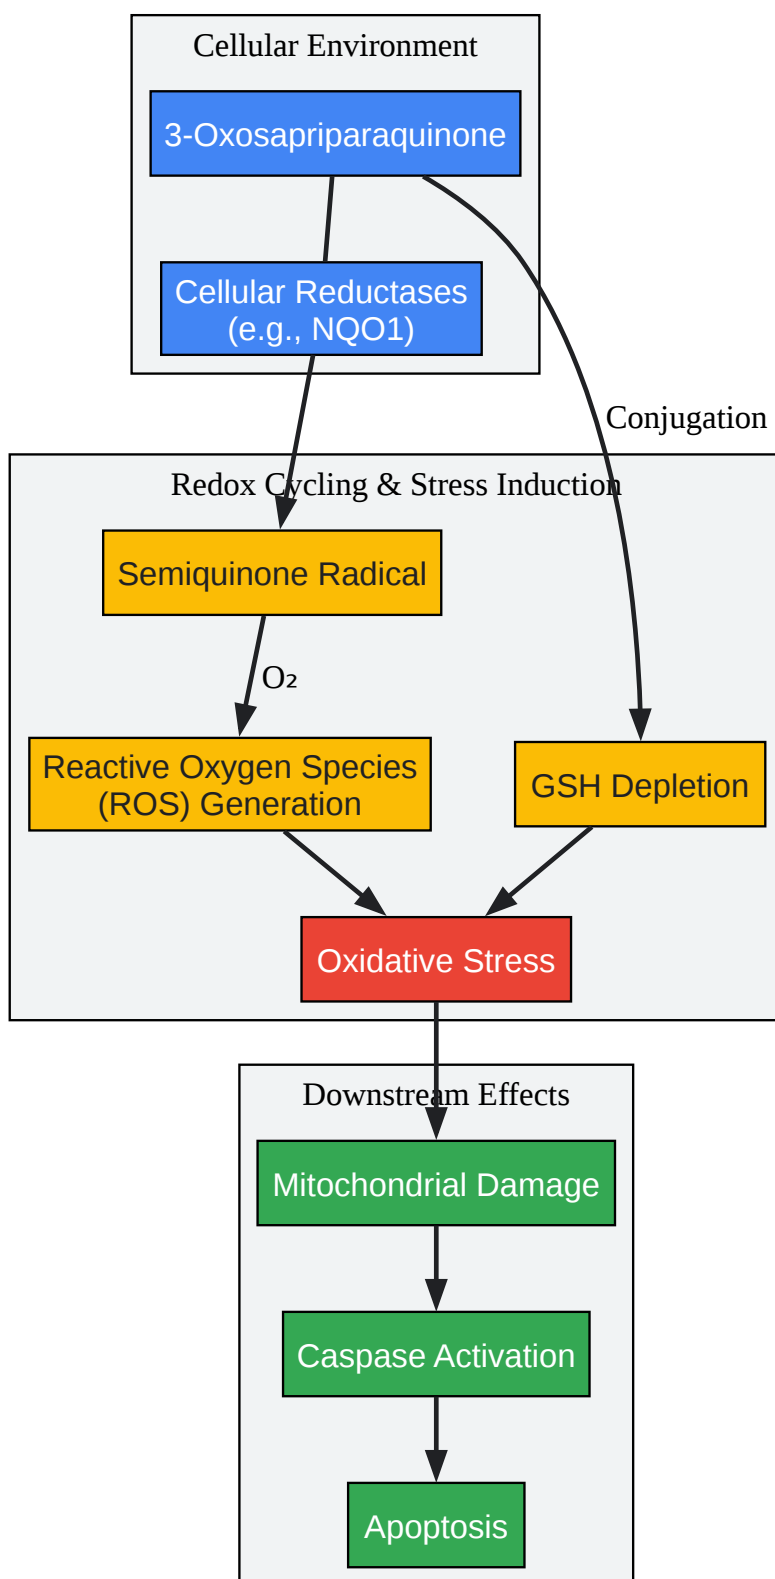 Cellular Environment
3-Oxosapriparaquinone
Cellular Reductases
(e.g., NQO1)
Conjugation
Redox Cycling & Stress Induction
Semiquinone Radical
O₂
Reactive Oxygen Species
(ROS) Generation
GSH Depletion
Oxidative Stress
Downstream Effects
Mitochondrial Damage
Caspase Activation
Apoptosis